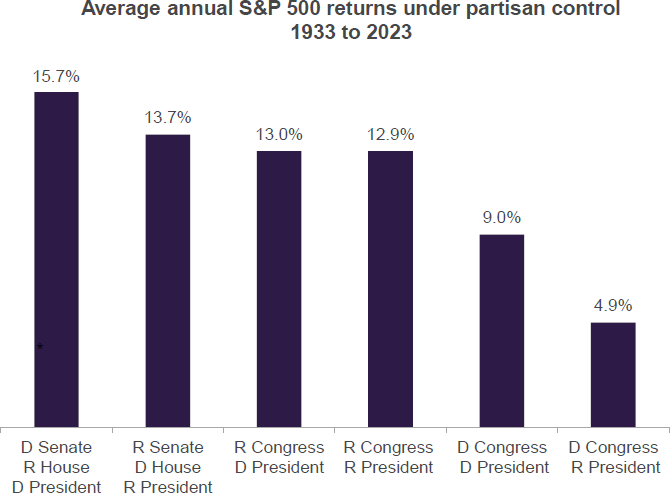 Average annual S&P 500 returns under partisan control
1933 to 2023
15.7%
13.7%
13.0%
12.9%
9.0%
4.9%
*
D Senate
R House
D President
R Senate
D House
R President
R Congress
D President
R Congress
R President
D Congress
D President
D Congress
R President